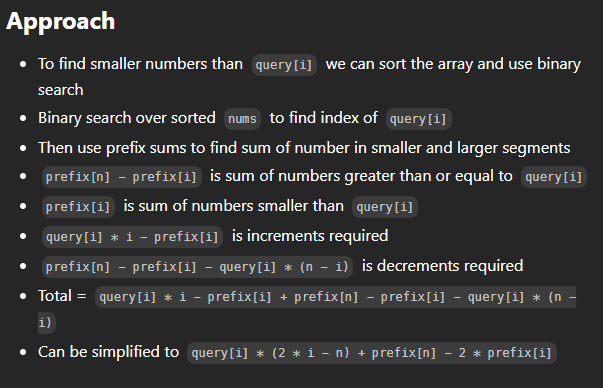 Approach
• To find smaller numbers than query[i] we can sort the array and use binary
search
• Binary search over sorted nums to find index of query[i]
• Then use prefix sums to find sum of number in smaller and larger segments
• prefix[n] − prefix[i] is sum of numbers greater than or equal to query[i]
• prefix[i] is sum of numbers smaller than query[i]
• query[i] * i − prefix[i] is increments required
• prefix[n] − prefix[i] − query[i] * (n − i) is decrements required
• Total = query[i] * i − prefix[i] + prefix[n] − prefix[i] − query[i] * (n −
i)
• Can be simplified to query[i] * (2 * i − n) + prefix[n] − 2 * prefix[i]